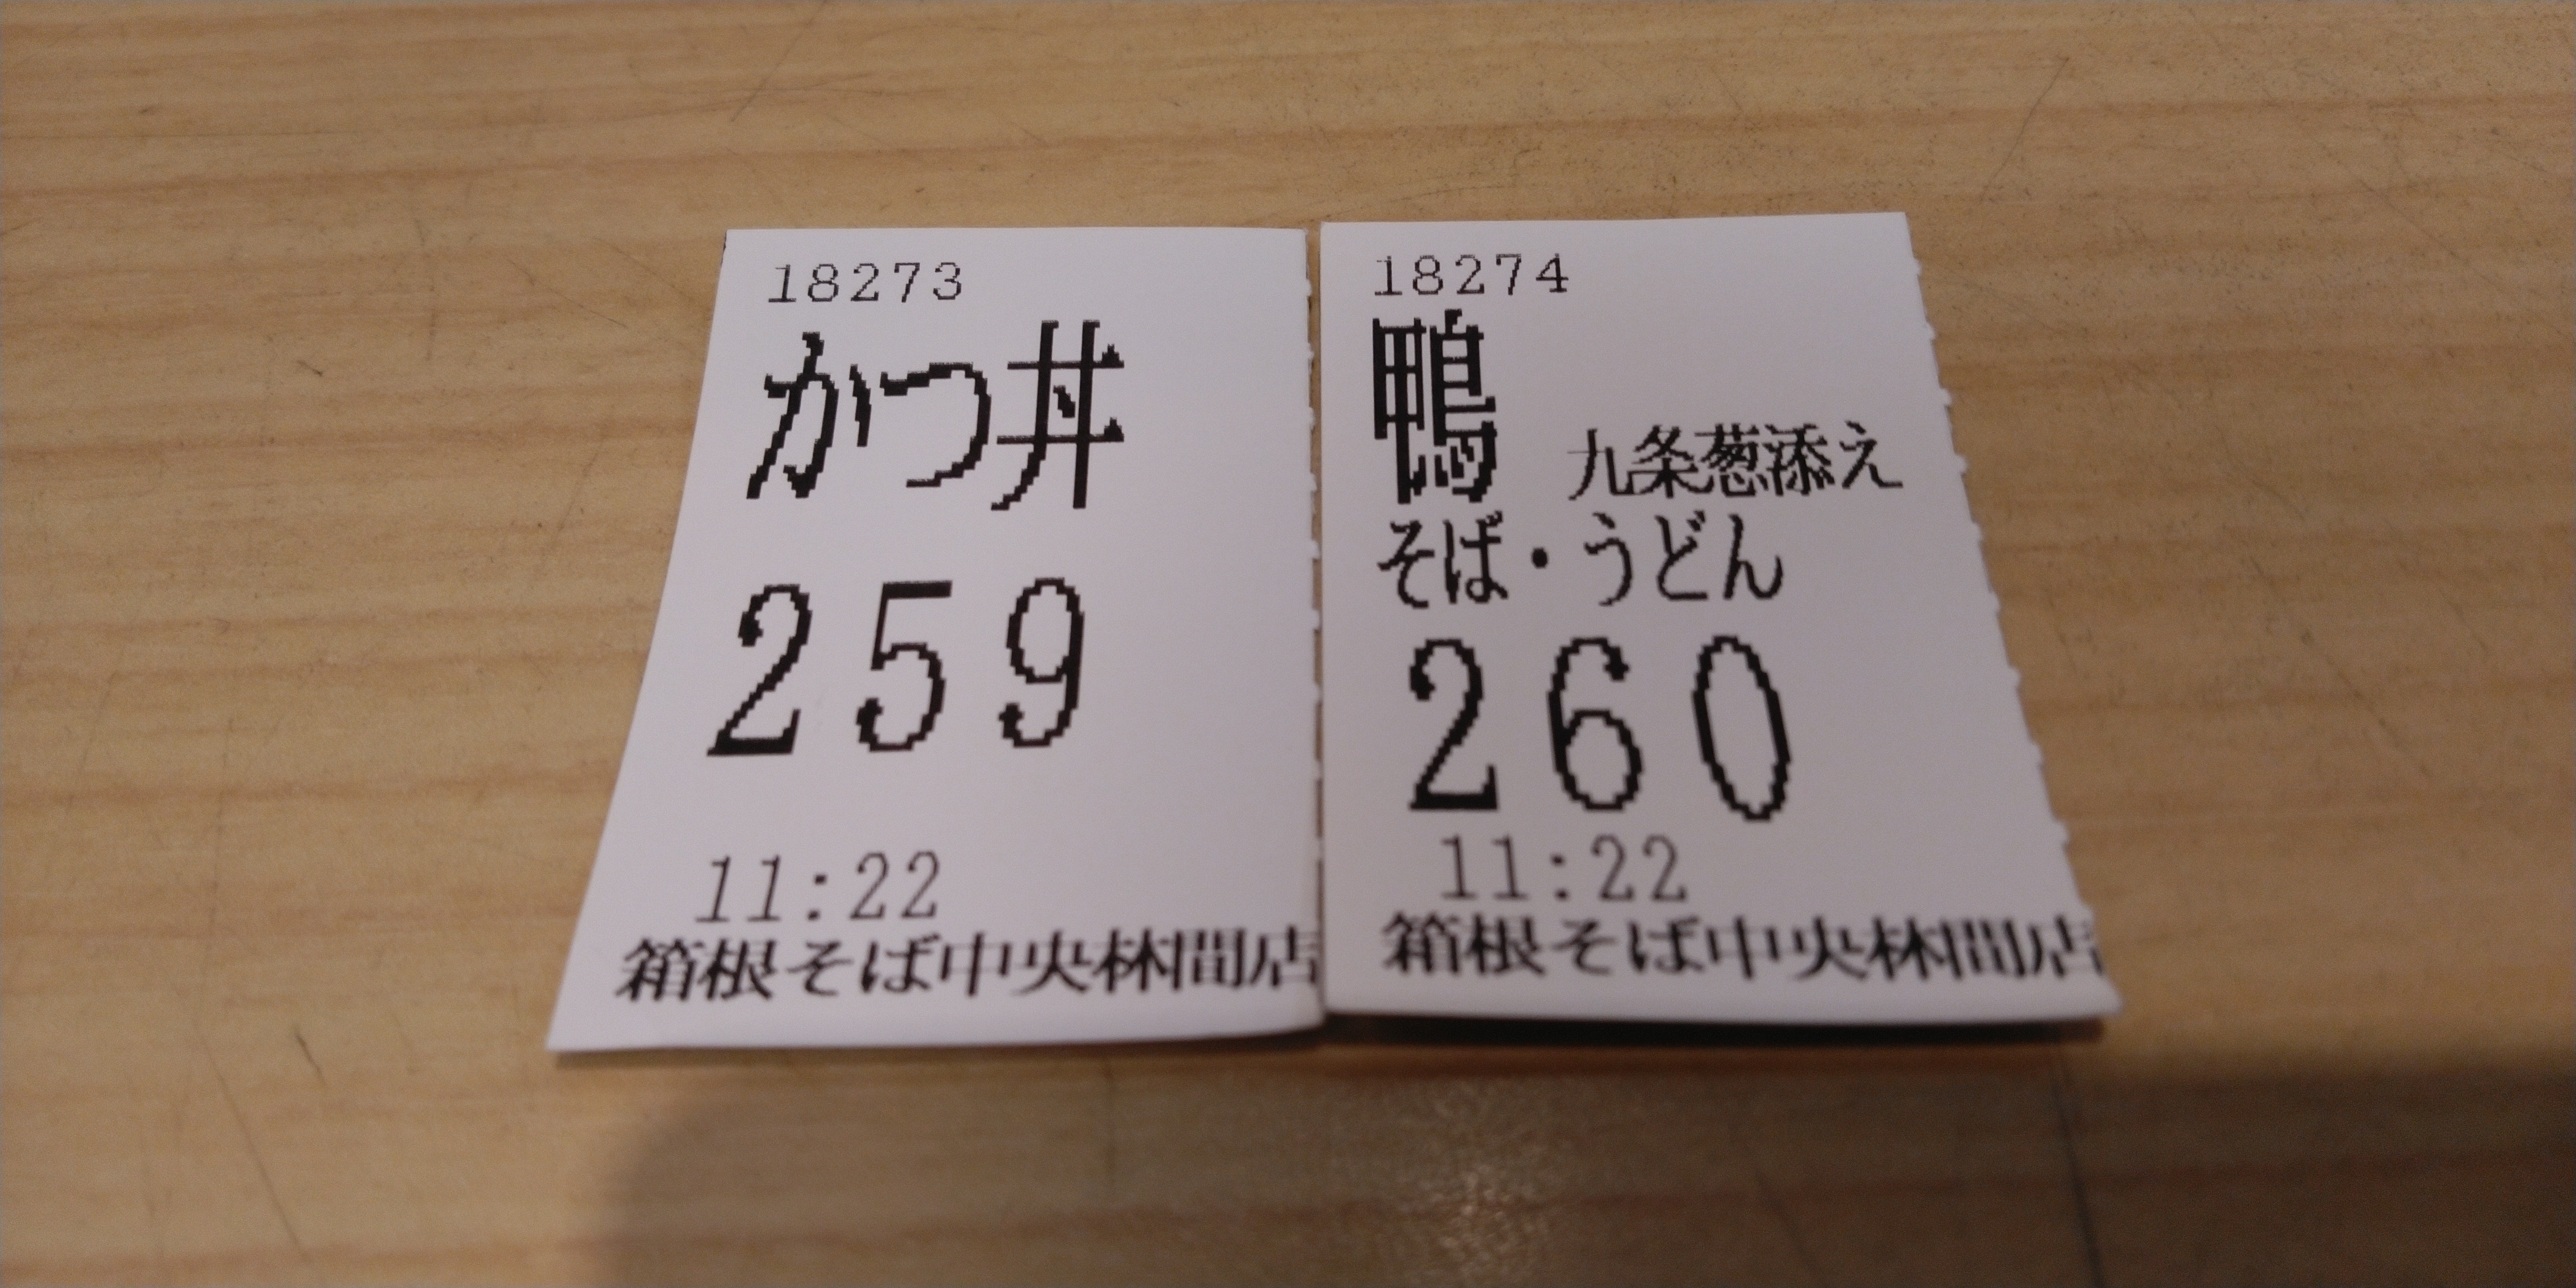 18273
かつ丼
259
11:22
箱根そば中央林間店
18274
鴨 九条葱添え
そば・うどん
260
11:22
箱根そば中央林間店